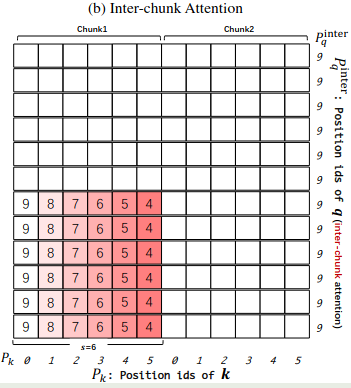 (b) Inter-chunk Attention
Chunk1 Chunk2
P_q^inter
9
9
9
9
9
9
9 8 7 6 5 4 9
9 8 7 6 5 4 9
9 8 7 6 5 4 9
9 8 7 6 5 4 9
9 8 7 6 5 4 9
9 8 7 6 5 4 9
P_q^inter: Position ids of q (inter-chunk attention)
s=6
P_k 0 1 2 3 4 5 0 1 2 3 4 5
P_k: Position ids of k